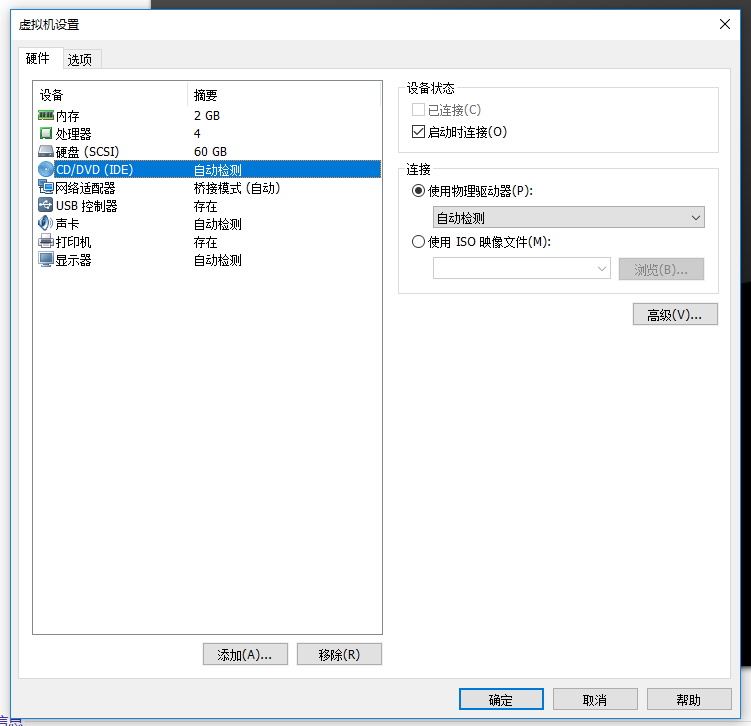 虚拟机设置
硬件 选项
设备 摘要
内存 2 GB
处理器 4
硬盘 (SCSI) 60 GB
CD/DVD (IDE) 自动检测
网络适配器 桥接模式 (自动)
USB 控制器 存在
声卡 自动检测
打印机 存在
显示器 自动检测
添加(A)... 移除(R)
设备状态
已连接(C)
启动时连接(O)
连接
使用物理驱动器(P):
自动检测
使用 ISO 映像文件(M):
浏览(B)...
高级(V)...
确定 取消 帮助
信息